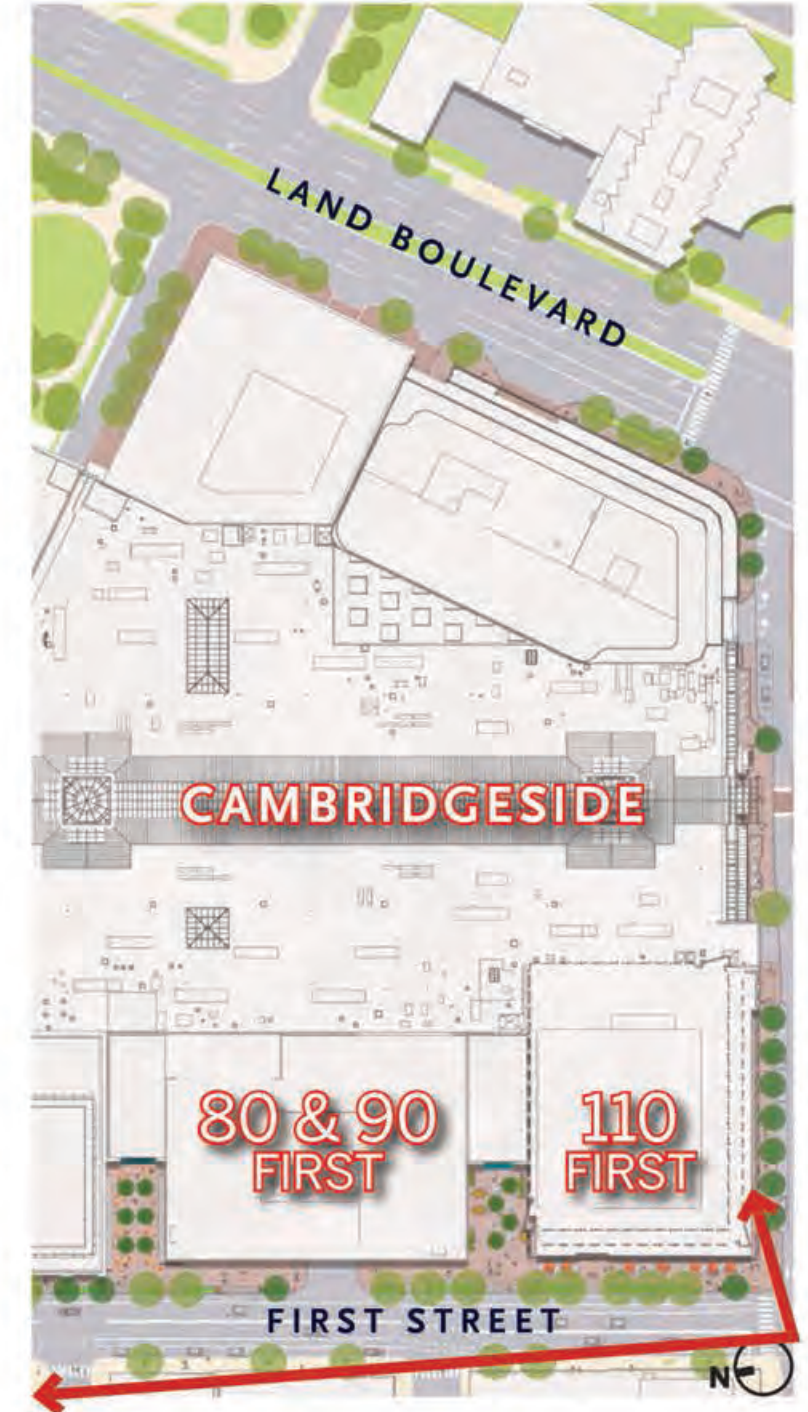 LAND BOULEVARD
CAMBRIDGESIDE
80 & 90
FIRST
110
FIRST
FIRST STREET
N